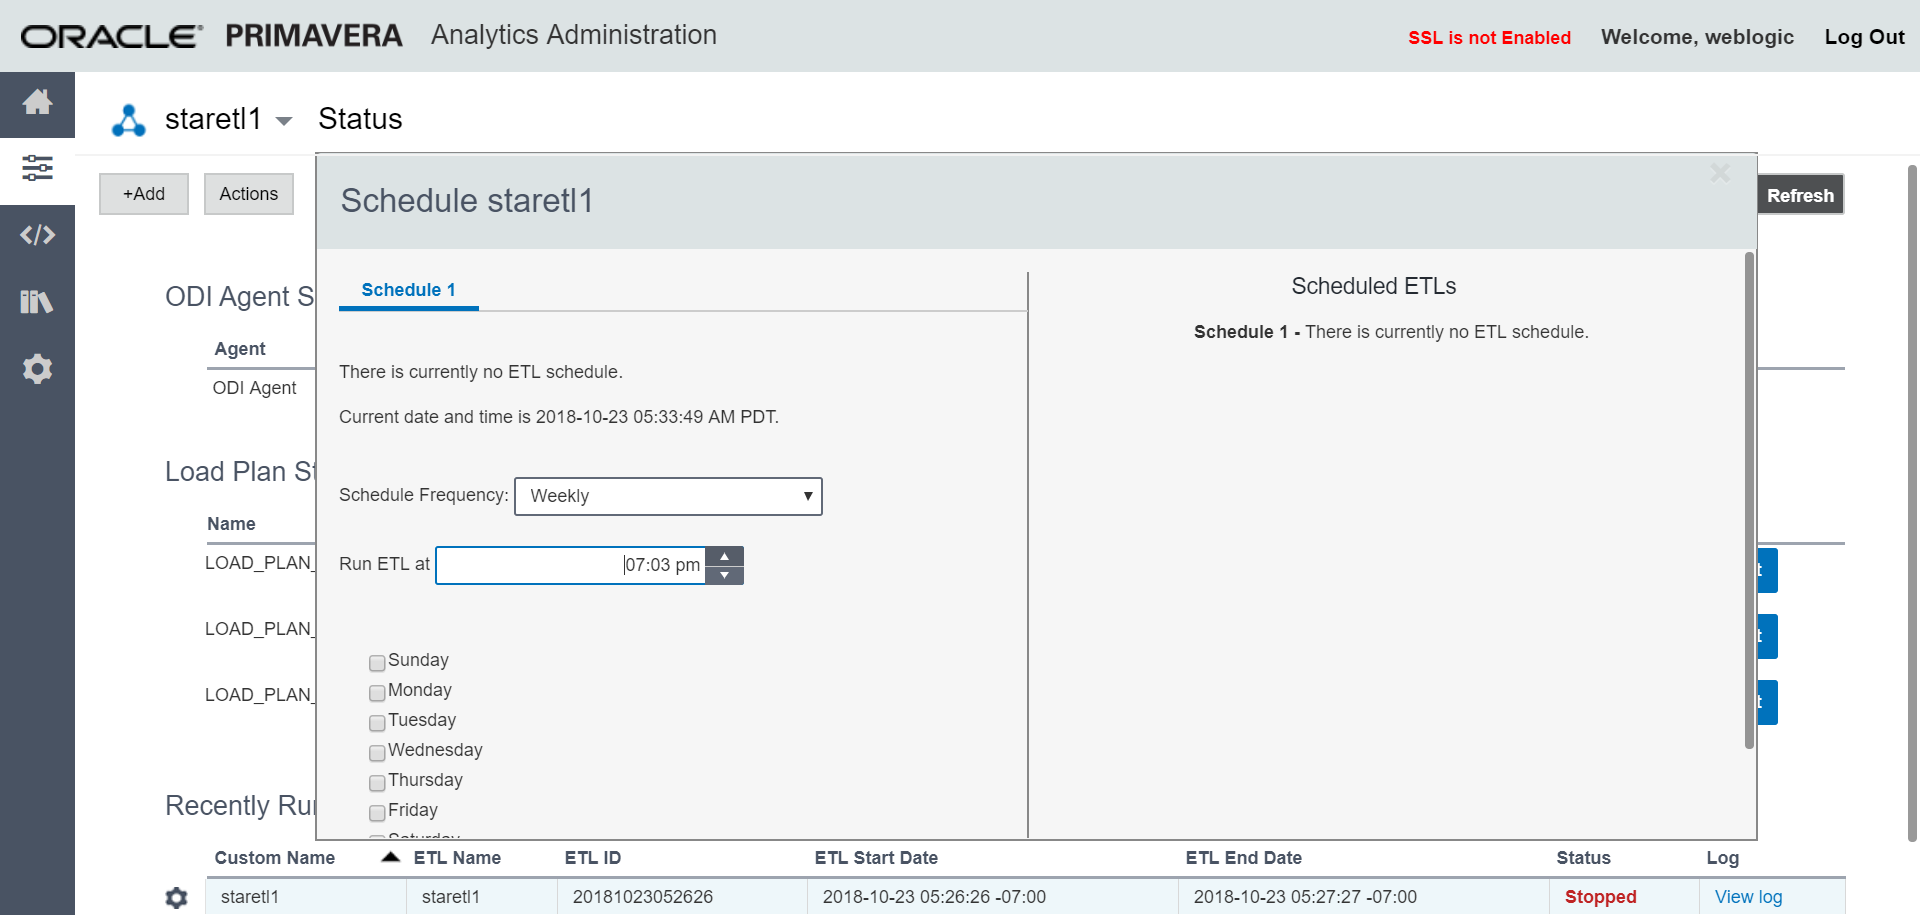 ORACLE PRIMAVERA Analytics Administration
SSL is not Enabled Welcome, weblogic Log Out
staretl1 Status
+Add Actions Refresh
Schedule staretl1
Schedule 1
There is currently no ETL schedule.
Current date and time is 2018-10-23 05:33:49 AM PDT.
Schedule Frequency: Weekly
Run ETL at 07:03 pm
Sunday
Monday
Tuesday
Wednesday
Thursday
Friday
Saturday
Scheduled ETLs
Schedule 1 - There is currently no ETL schedule.
ODI Agent S
Agent
ODI Agent
Load Plan St
Name
LOAD_PLAN_
LOAD_PLAN_
LOAD_PLAN_
t
t
t
Recently Ru
Custom Name ETL Name ETL ID ETL Start Date ETL End Date Status Log
staretl1 staretl1 20181023052626 2018-10-23 05:26:26 -07:00 2018-10-23 05:27:27 -07:00 Stopped View log